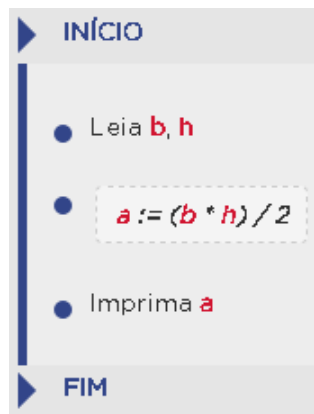 INÍCIO
Leia b, h
a := (b * h) / 2
Imprima a
FIM